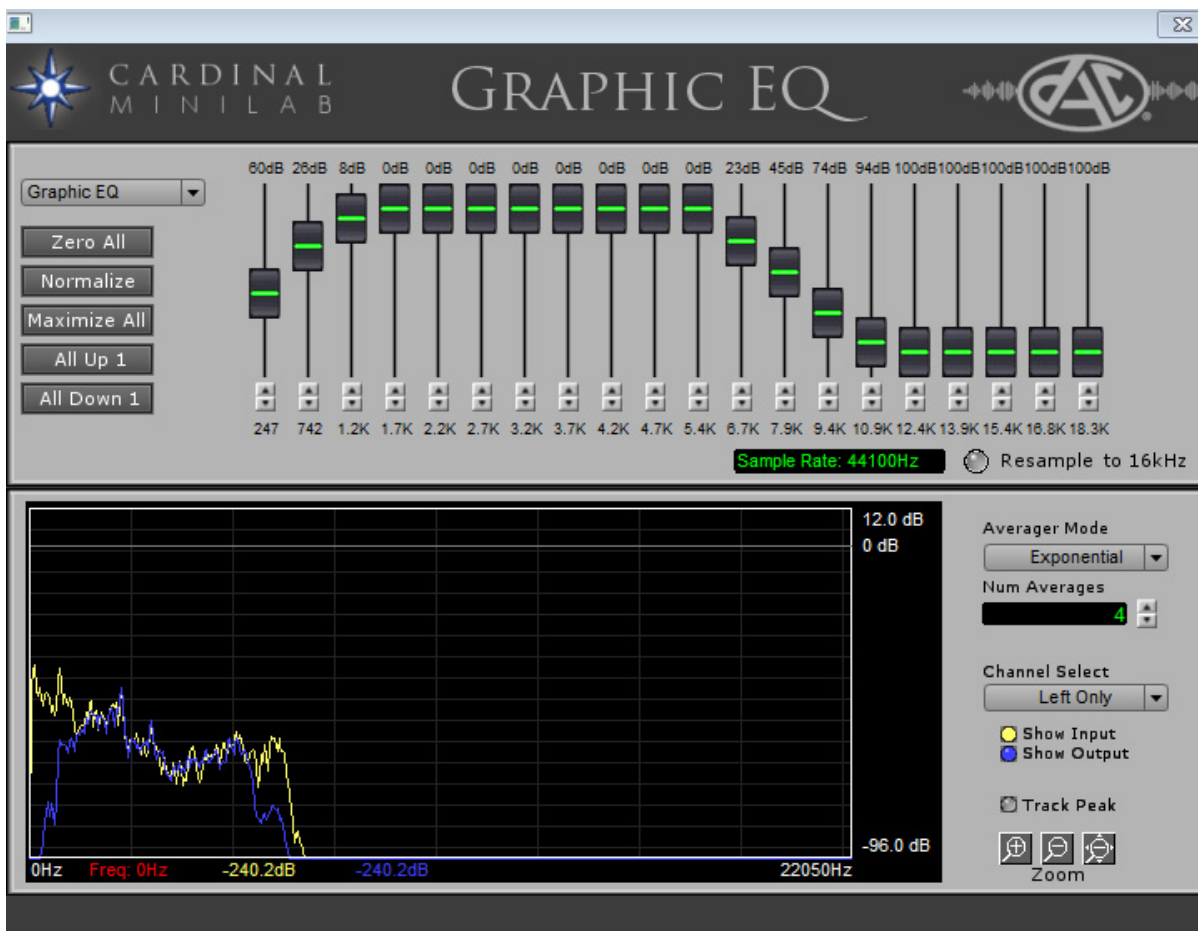 CARDINAL
MINILAB
GRAPHIC EQ
DAC
60dB 26dB 8dB 0dB 0dB 0dB 0dB 0dB 0dB 0dB 0dB 23dB 45dB 74dB 94dB 100dB 100dB 100dB 100dB 100dB
Graphic EQ
Zero All
Normalize
Maximize All
All Up 1
All Down 1
247 742 1.2K 1.7K 2.2K 2.7K 3.2K 3.7K 4.2K 4.7K 5.4K 6.7K 7.9K 9.4K 10.9K 12.4K 13.9K 15.4K 16.8K 18.3K
Sample Rate: 44100Hz Resample to 16kHz
12.0 dB
0 dB
-96.0 dB
0Hz Freq: 0Hz -240.2dB -240.2dB 22050Hz
Averager Mode
Exponential
Num Averages
4
Channel Select
Left Only
Show Input
Show Output
Track Peak
Zoom